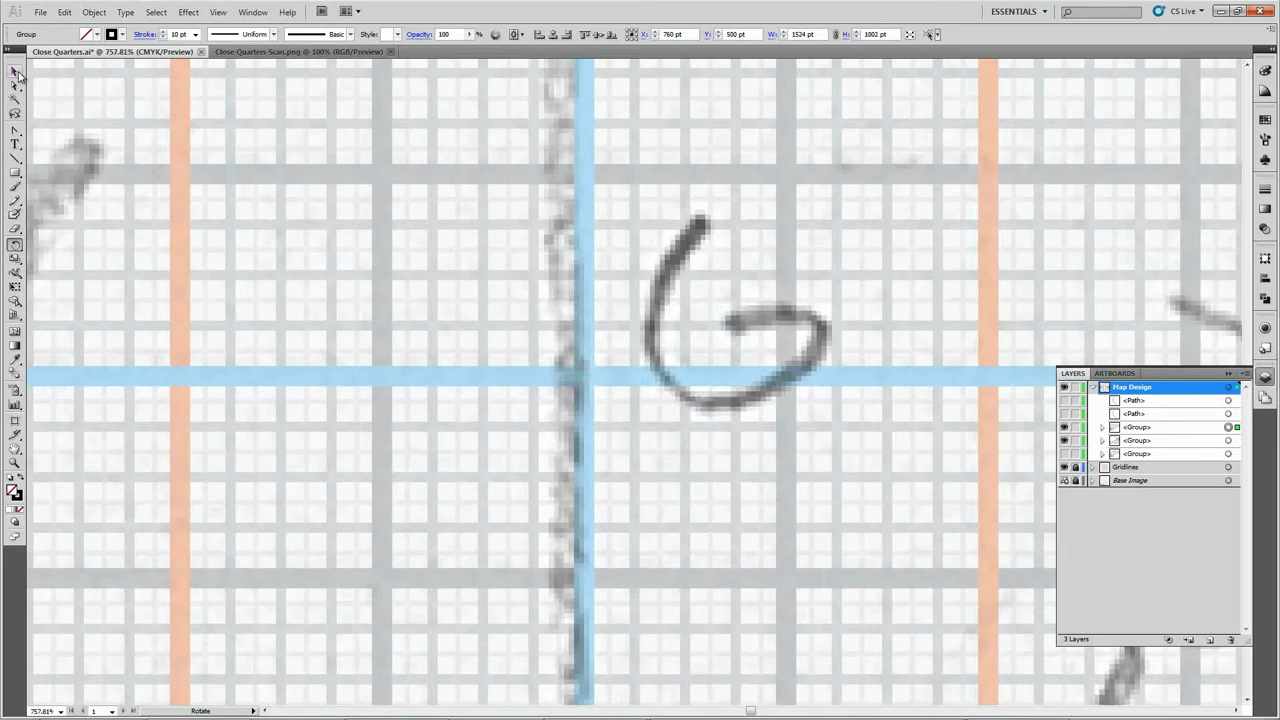 Ai File Edit Object Type Select Effect View Window Help ESSENTIALS CS Live
Group Stroke: 10 pt Uniform Basic Style: Opacity: 100 % X: 760 pt Y: 500 pt W: 1524 pt H: 1002 pt
Close Quarters.ai* @ 757.81% (CMYK/Preview) Close-Quarters-Scan.png @ 100% (RGB/Preview)
T
G
LAYERS ARTBOARDS
Map Design
<Path>
<Path>
<Group>
<Group>
<Group>
Gridlines
Base Image
3 Layers
757.81% 1 Rotate